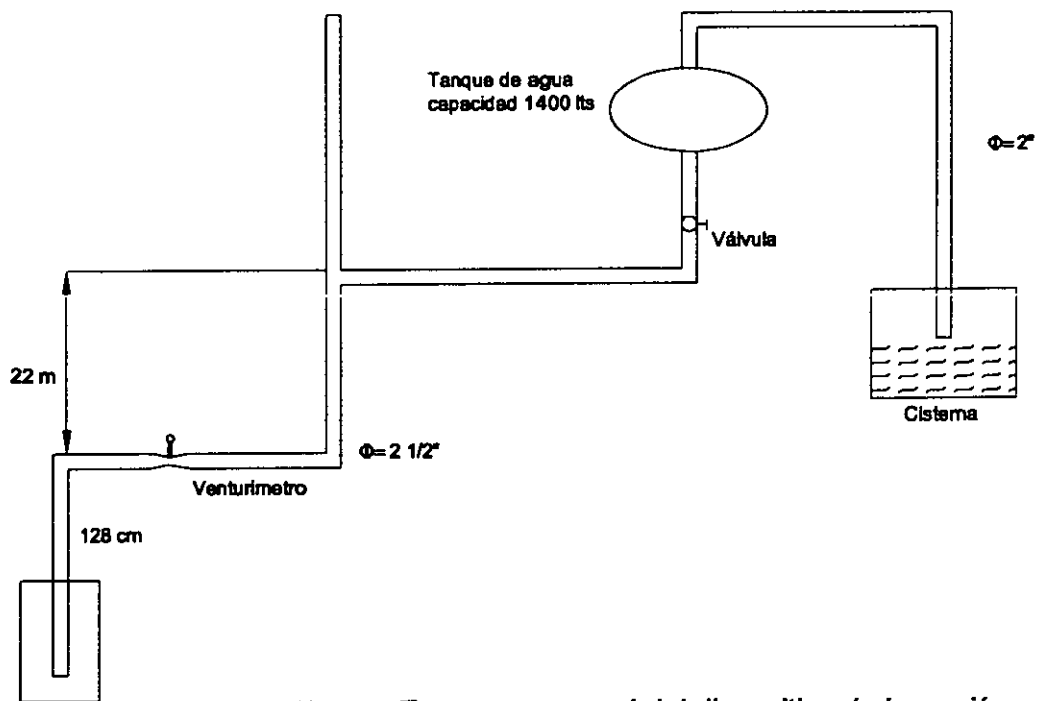 Tanque de agua
capacidad 1400 lts
Φ= 2"
Válvula
22 m
Cisterna
Φ= 2 1/2"
Venturimetro
128 cm